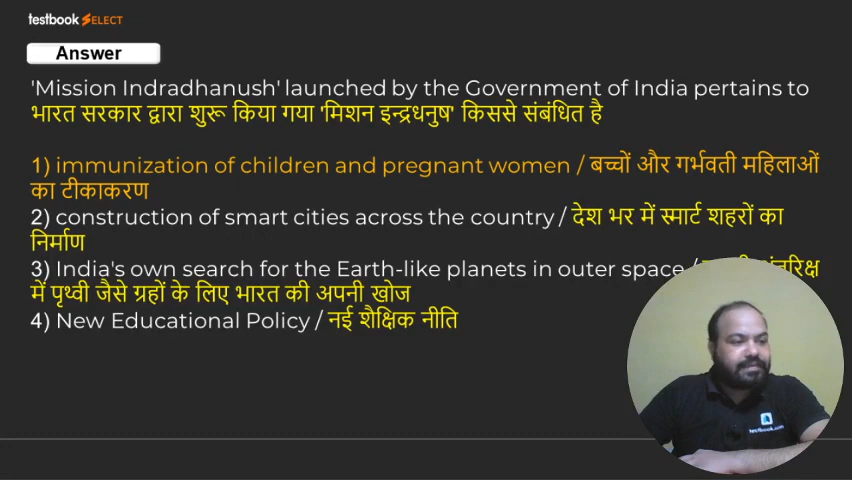 testbook SELECT
Answer
'Mission Indradhanush' launched by the Government of India pertains to
भारत सरकार द्वारा शुरू किया गया 'मिशन इन्द्रधनुष' किससे संबंधित है
1) immunization of children and pregnant women / बच्चों और गर्भवती महिलाओं
का टीकाकरण
2) construction of smart cities across the country / देश भर में स्मार्ट शहरों का
निर्माण
3) India's own search for the Earth-like planets in outer space /
में पृथ्वी जैसे ग्रहों के लिए भारत की अपनी खोज
4) New Educational Policy / नई शैक्षिक नीति
testbook.com